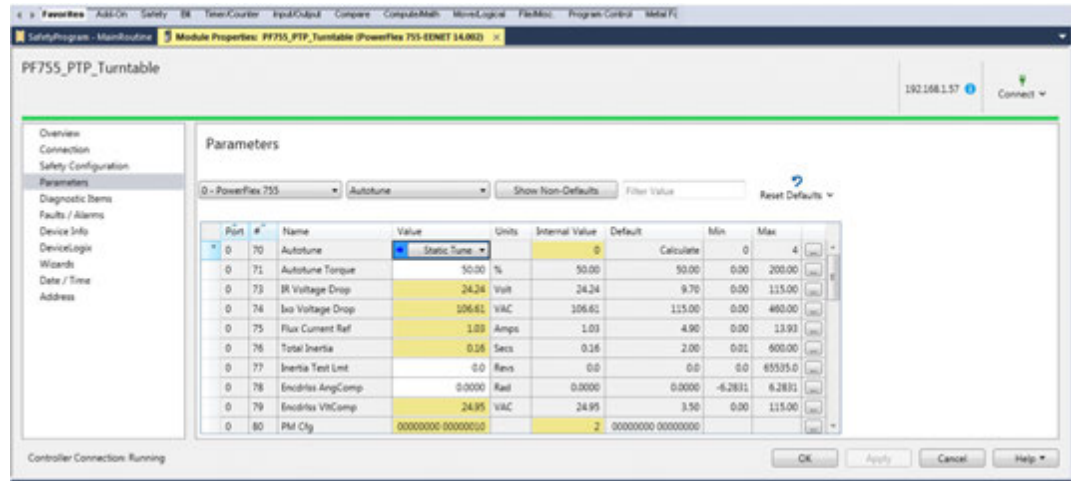 Favorites Add-On Safety Bit Timer/Counter Input/Output Compare Compute/Math Move/Logical File/Misc. Program Control Metal F
SafetyProgram - MainRoutine Module Properties: PF755_PTP_Turntable (PowerFlex 755-EENET 14.002) ×
PF755_PTP_Turntable
192.168.1.57 Connect
Overview
Connection
Safety Configuration
Parameters
Diagnostic Items
Faults / Alarms
Device Info
DeviceLogix
Wizards
Date / Time
Address
Parameters
0 - PowerFlex 755 Autotune Show Non-Defaults Filter Value Reset Defaults
Port # Name Value Units Internal Value Default Min Max
* 0 70 Autotune Static Tune 0 Calculate 0 4 ...
0 71 Autotune Torque 50.00 % 50.00 50.00 0.00 200.00 ...
0 73 IR Voltage Drop 24.24 Volt 24.24 9.70 0.00 115.00 ...
0 74 Ixo Voltage Drop 106.61 VAC 106.61 115.00 0.00 460.00 ...
0 75 Flux Current Ref 1.03 Amps 1.03 4.90 0.00 13.93 ...
0 76 Total Inertia 0.16 Secs 0.16 2.00 0.01 600.00 ...
0 77 Inertia Test Lmt 0.0 Revs 0.0 0.0 0.0 65535.0 ...
0 78 Encdrlss AngComp 0.0000 Rad 0.0000 0.0000 -6.2831 6.2831 ...
0 79 Encdrlss VltComp 24.95 VAC 24.95 3.50 0.00 115.00 ...
0 80 PM Cfg 00000000 00000010 2 00000000 00000000 ...
Controller Connection: Running
OK Apply Cancel Help